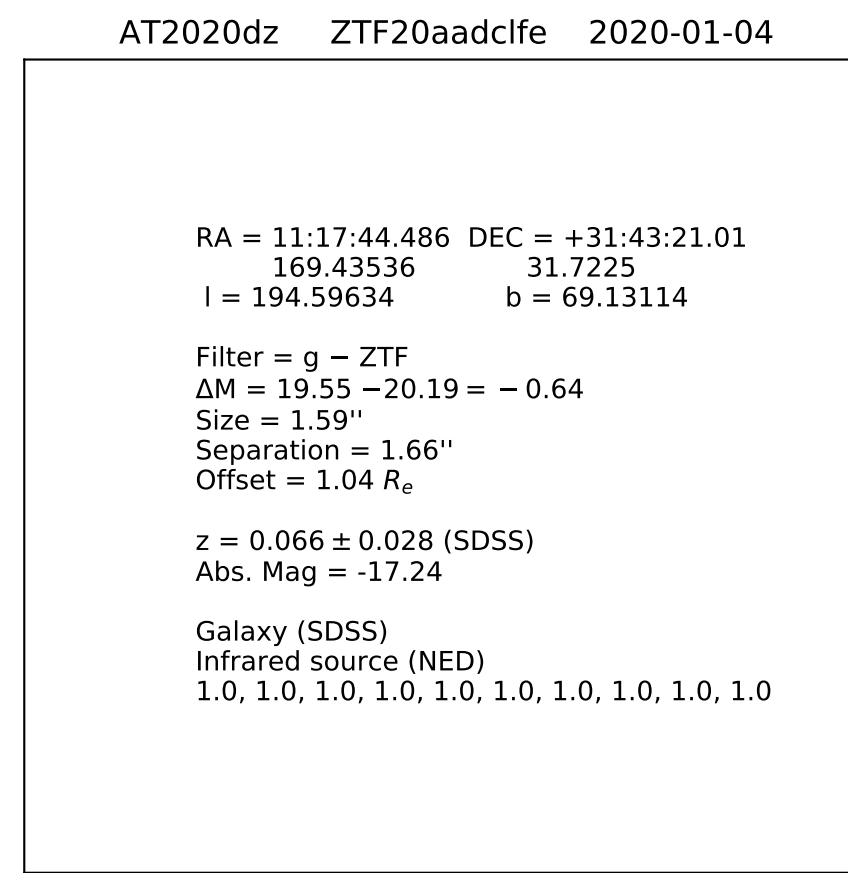 AT2020dz ZTF20aadclfe 2020-01-04
RA = 11:17:44.486 DEC = +31:43:21.01
169.43536 31.7225
l = 194.59634 b = 69.13114
Filter = g − ZTF
ΔM = 19.55 −20.19 = − 0.64
Size = 1.59''
Separation = 1.66''
Offset = 1.04 Rₑ
z = 0.066 ± 0.028 (SDSS)
Abs. Mag = -17.24
Galaxy (SDSS)
Infrared source (NED)
1.0, 1.0, 1.0, 1.0, 1.0, 1.0, 1.0, 1.0, 1.0, 1.0